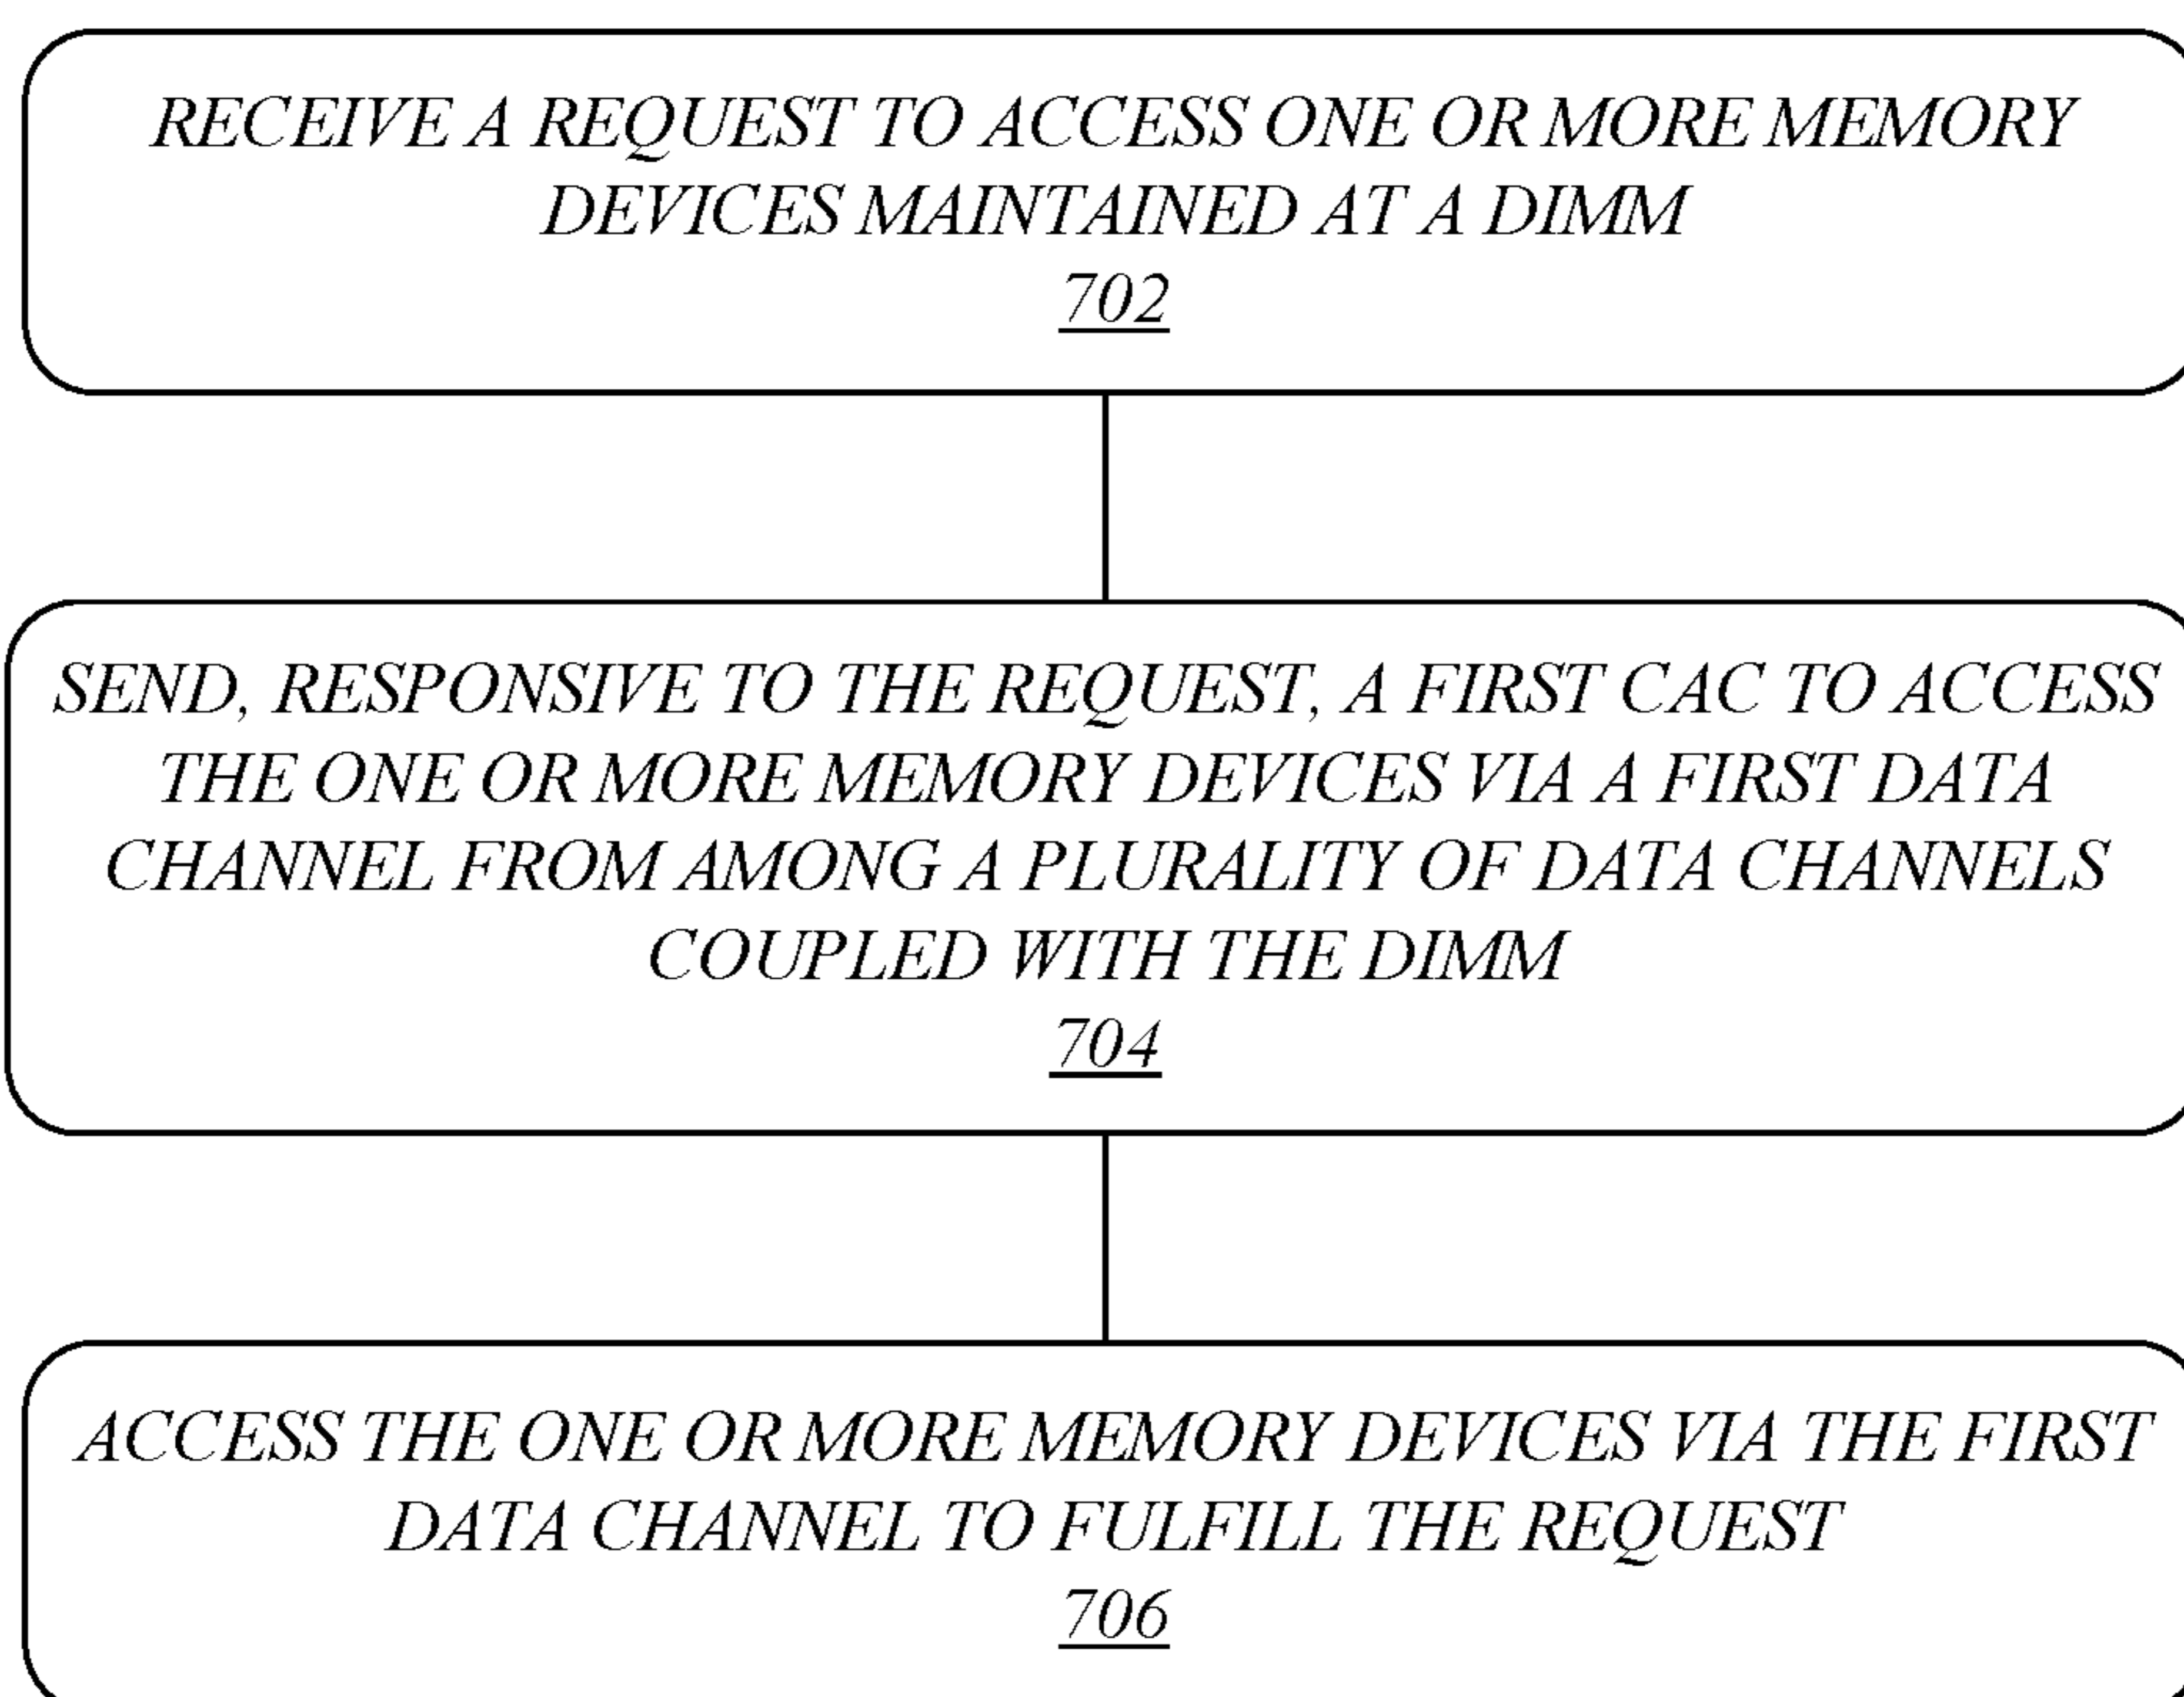 RECEIVE A REQUEST TO ACCESS ONE OR MORE MEMORY
DEVICES MAINTAINED AT A DIMM
702
SEND, RESPONSIVE TO THE REQUEST, A FIRST CAC TO ACCESS
THE ONE OR MORE MEMORY DEVICES VIA A FIRST DATA
CHANNEL FROM AMONG A PLURALITY OF DATA CHANNELS
COUPLED WITH THE DIMM
704
ACCESS THE ONE OR MORE MEMORY DEVICES VIA THE FIRST
DATA CHANNEL TO FULFILL THE REQUEST
706